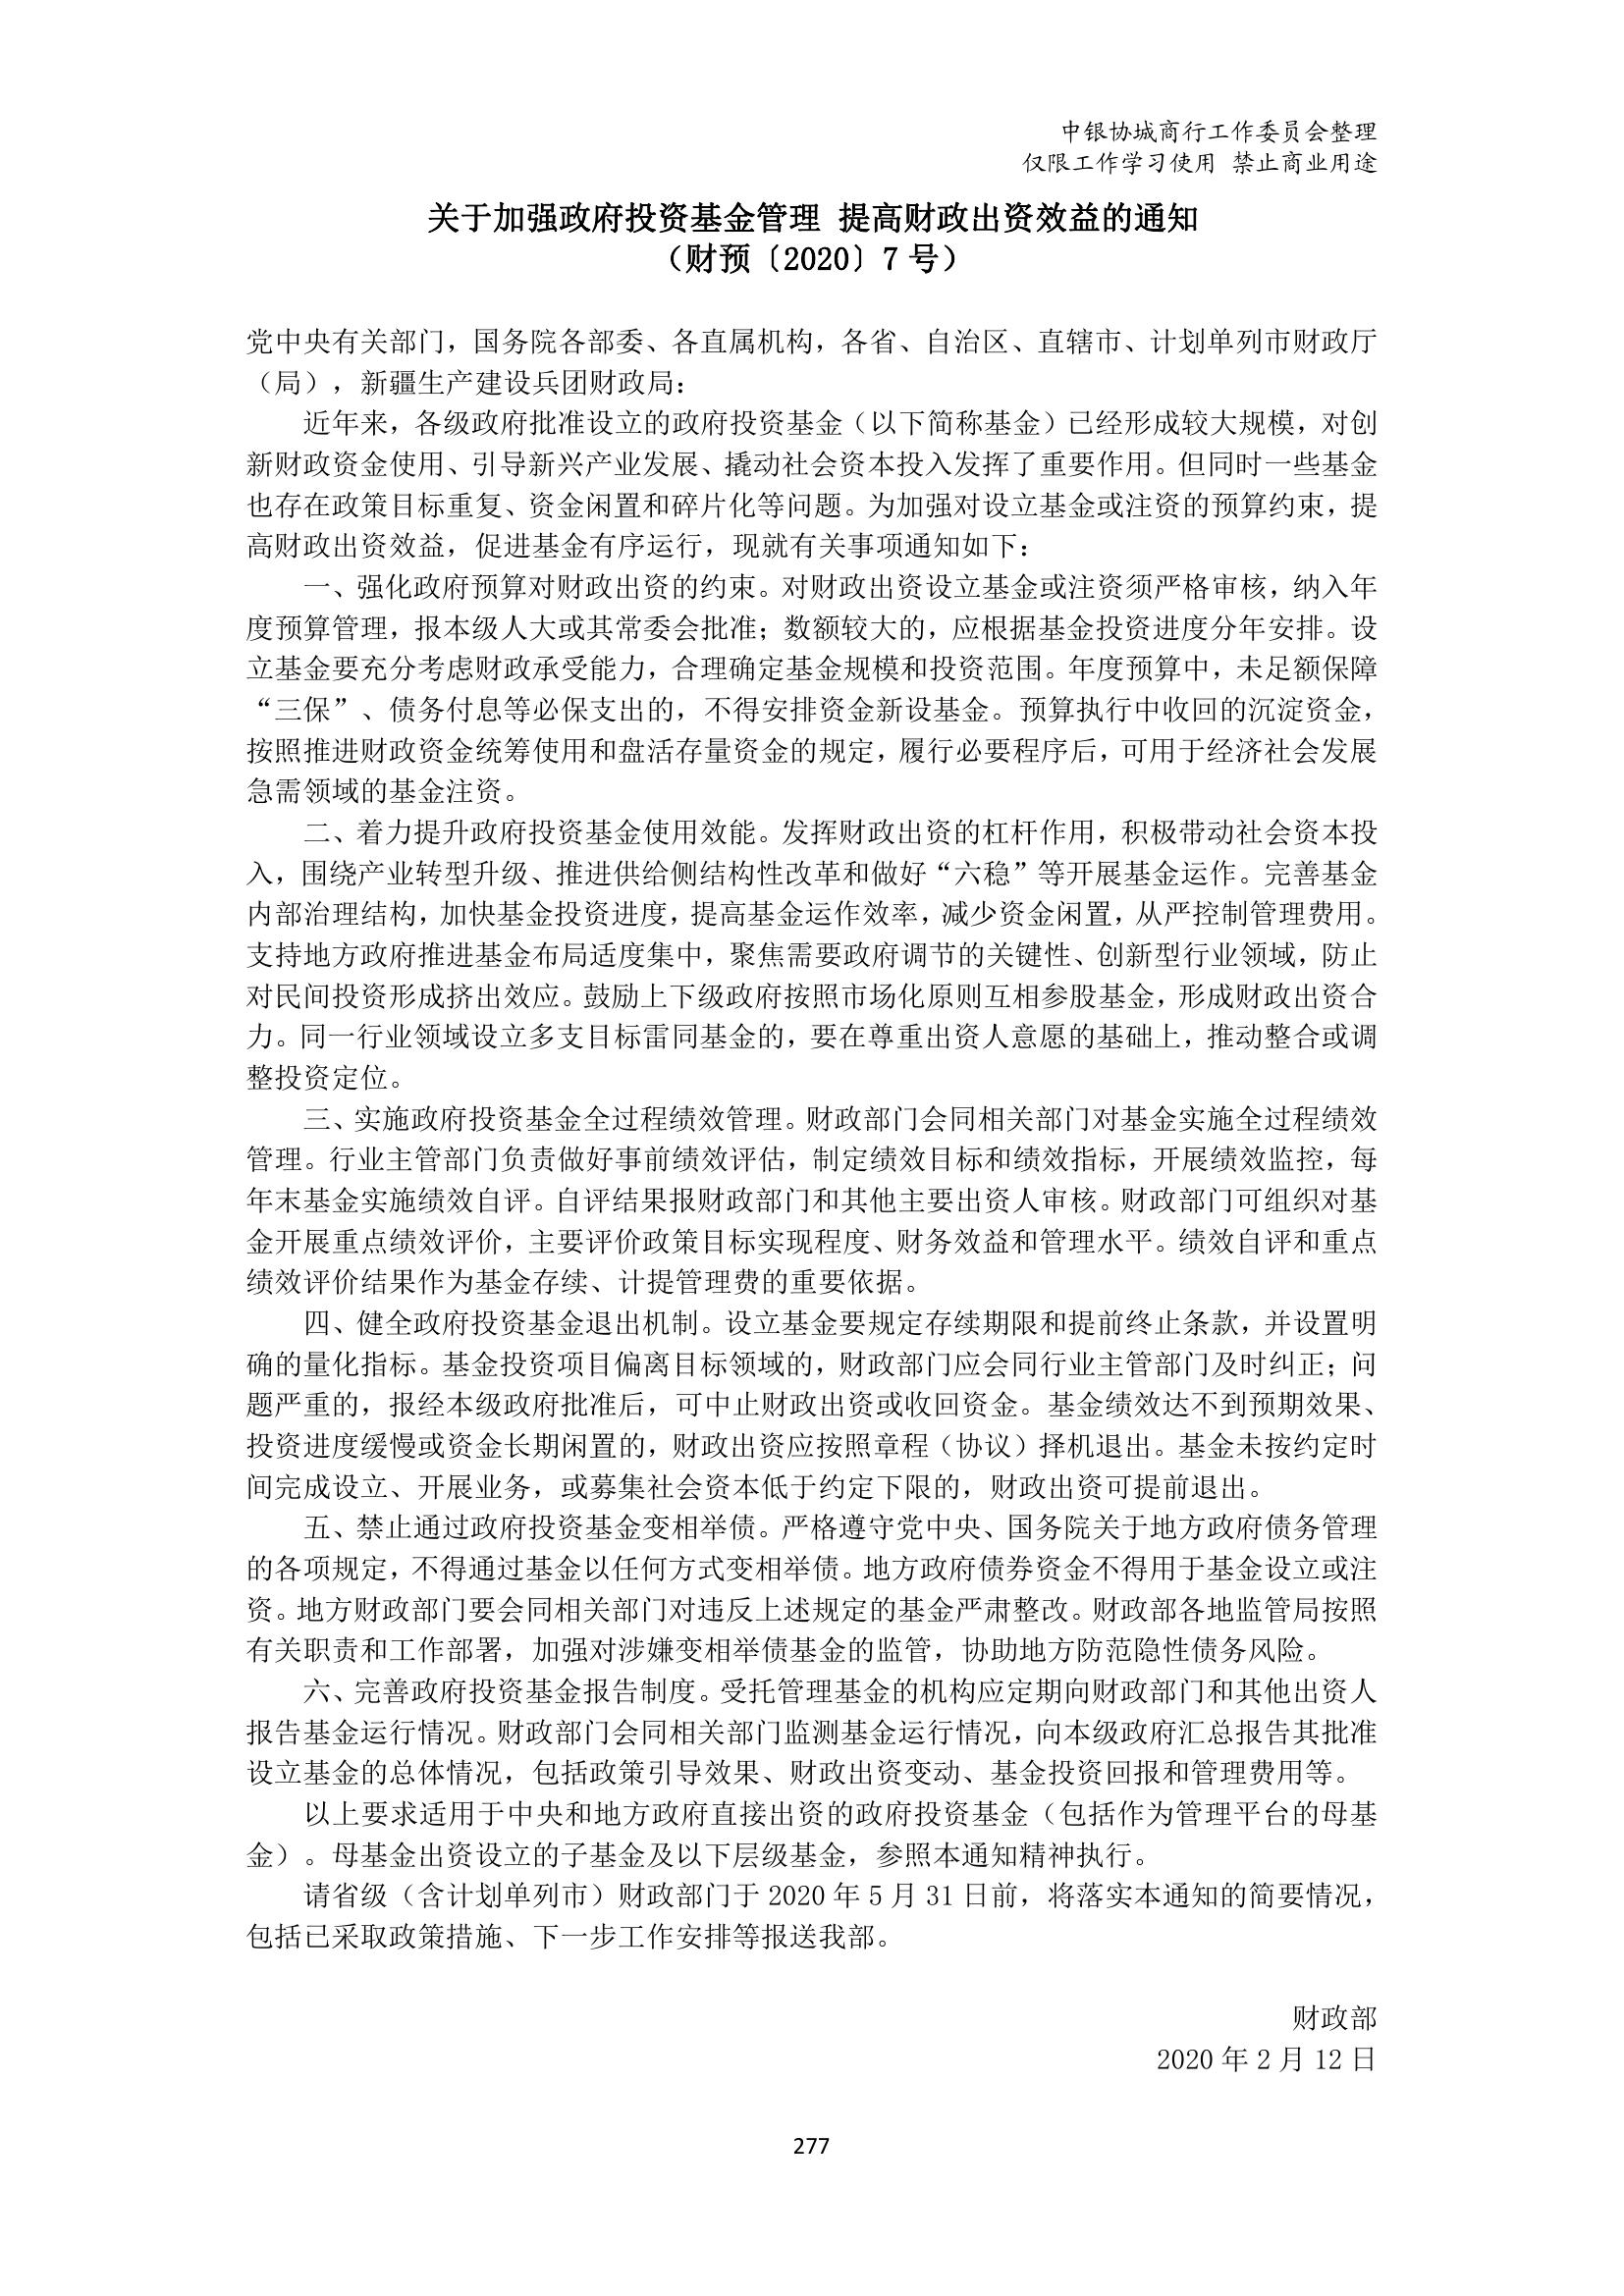 中银协城商行工作委员会整理
仅限工作学习使用 禁止商业用途
关于加强政府投资基金管理 提高财政出资效益的通知
（财预〔2020〕7 号）
党中央有关部门，国务院各部委、各直属机构，各省、自治区、直辖市、计划单列市财政厅
（局），新疆生产建设兵团财政局：
近年来，各级政府批准设立的政府投资基金（以下简称基金）已经形成较大规模，对创
新财政资金使用、引导新兴产业发展、撬动社会资本投入发挥了重要作用。但同时一些基金
也存在政策目标重复、资金闲置和碎片化等问题。为加强对设立基金或注资的预算约束，提
高财政出资效益，促进基金有序运行，现就有关事项通知如下：
一、强化政府预算对财政出资的约束。对财政出资设立基金或注资须严格审核，纳入年
度预算管理，报本级人大或其常委会批准；数额较大的，应根据基金投资进度分年安排。设
立基金要充分考虑财政承受能力，合理确定基金规模和投资范围。年度预算中，未足额保障
“三保”、债务付息等必保支出的，不得安排资金新设基金。预算执行中收回的沉淀资金，
按照推进财政资金统筹使用和盘活存量资金的规定，履行必要程序后，可用于经济社会发展
急需领域的基金注资。
二、着力提升政府投资基金使用效能。发挥财政出资的杠杆作用，积极带动社会资本投
入，围绕产业转型升级、推进供给侧结构性改革和做好“六稳”等开展基金运作。完善基金
内部治理结构，加快基金投资进度，提高基金运作效率，减少资金闲置，从严控制管理费用。
支持地方政府推进基金布局适度集中，聚焦需要政府调节的关键性、创新型行业领域，防止
对民间投资形成挤出效应。鼓励上下级政府按照市场化原则互相参股基金，形成财政出资合
力。同一行业领域设立多支目标雷同基金的，要在尊重出资人意愿的基础上，推动整合或调
整投资定位。
三、实施政府投资基金全过程绩效管理。财政部门会同相关部门对基金实施全过程绩效
管理。行业主管部门负责做好事前绩效评估，制定绩效目标和绩效指标，开展绩效监控，每
年末基金实施绩效自评。自评结果报财政部门和其他主要出资人审核。财政部门可组织对基
金开展重点绩效评价，主要评价政策目标实现程度、财务效益和管理水平。绩效自评和重点
绩效评价结果作为基金存续、计提管理费的重要依据。
四、健全政府投资基金退出机制。设立基金要规定存续期限和提前终止条款，并设置明
确的量化指标。基金投资项目偏离目标领域的，财政部门应会同行业主管部门及时纠正；问
题严重的，报经本级政府批准后，可中止财政出资或收回资金。基金绩效达不到预期效果、
投资进度缓慢或资金长期闲置的，财政出资应按照章程（协议）择机退出。基金未按约定时
间完成设立、开展业务，或募集社会资本低于约定下限的，财政出资可提前退出。
五、禁止通过政府投资基金变相举债。严格遵守党中央、国务院关于地方政府债务管理
的各项规定，不得通过基金以任何方式变相举债。地方政府债券资金不得用于基金设立或注
资。地方财政部门要会同相关部门对违反上述规定的基金严肃整改。财政部各地监管局按照
有关职责和工作部署，加强对涉嫌变相举债基金的监管，协助地方防范隐性债务风险。
六、完善政府投资基金报告制度。受托管理基金的机构应定期向财政部门和其他出资人
报告基金运行情况。财政部门会同相关部门监测基金运行情况，向本级政府汇总报告其批准
设立基金的总体情况，包括政策引导效果、财政出资变动、基金投资回报和管理费用等。
以上要求适用于中央和地方政府直接出资的政府投资基金（包括作为管理平台的母基
金）。母基金出资设立的子基金及以下层级基金，参照本通知精神执行。
请省级（含计划单列市）财政部门于 2020 年 5 月 31 日前，将落实本通知的简要情况，
包括已采取政策措施、下一步工作安排等报送我部。
财政部
2020 年 2 月 12 日
277